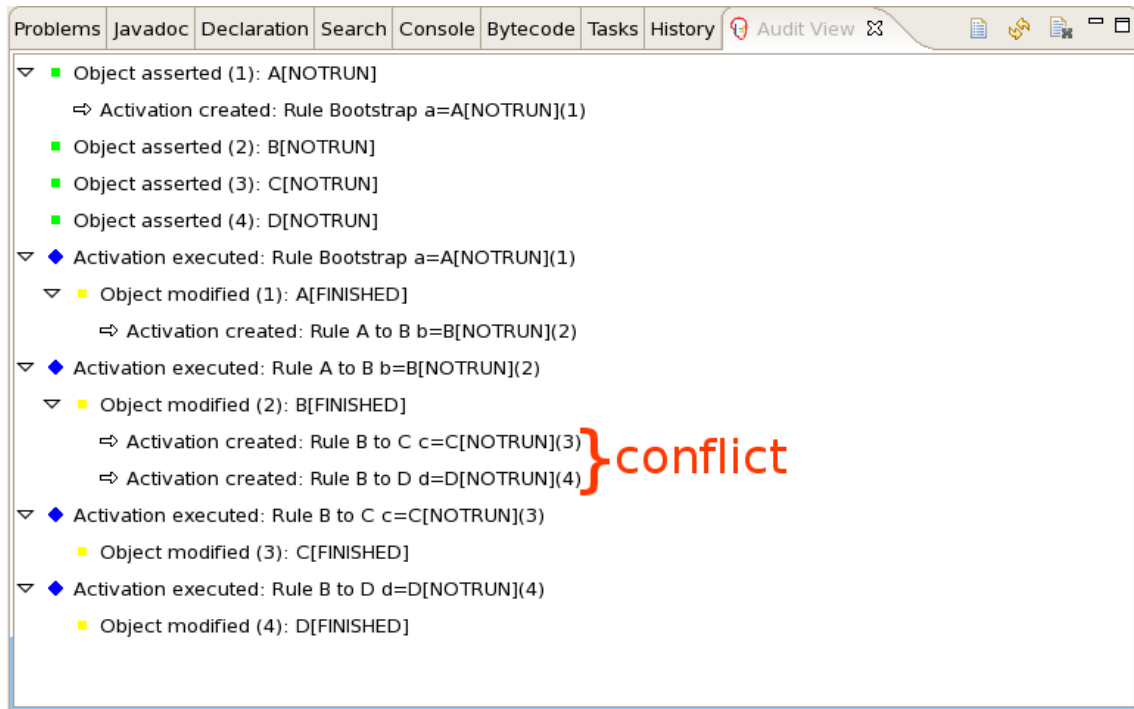 Problems Javadoc Declaration Search Console Bytecode Tasks History Audit View
Object asserted (1): A[NOTRUN]
Activation created: Rule Bootstrap a=A[NOTRUN](1)
Object asserted (2): B[NOTRUN]
Object asserted (3): C[NOTRUN]
Object asserted (4): D[NOTRUN]
Activation executed: Rule Bootstrap a=A[NOTRUN](1)
Object modified (1): A[FINISHED]
Activation created: Rule A to B b=B[NOTRUN](2)
Activation executed: Rule A to B b=B[NOTRUN](2)
Object modified (2): B[FINISHED]
Activation created: Rule B to C c=C[NOTRUN](3)
Activation created: Rule B to D d=D[NOTRUN](4)
} conflict
Activation executed: Rule B to C c=C[NOTRUN](3)
Object modified (3): C[FINISHED]
Activation executed: Rule B to D d=D[NOTRUN](4)
Object modified (4): D[FINISHED]